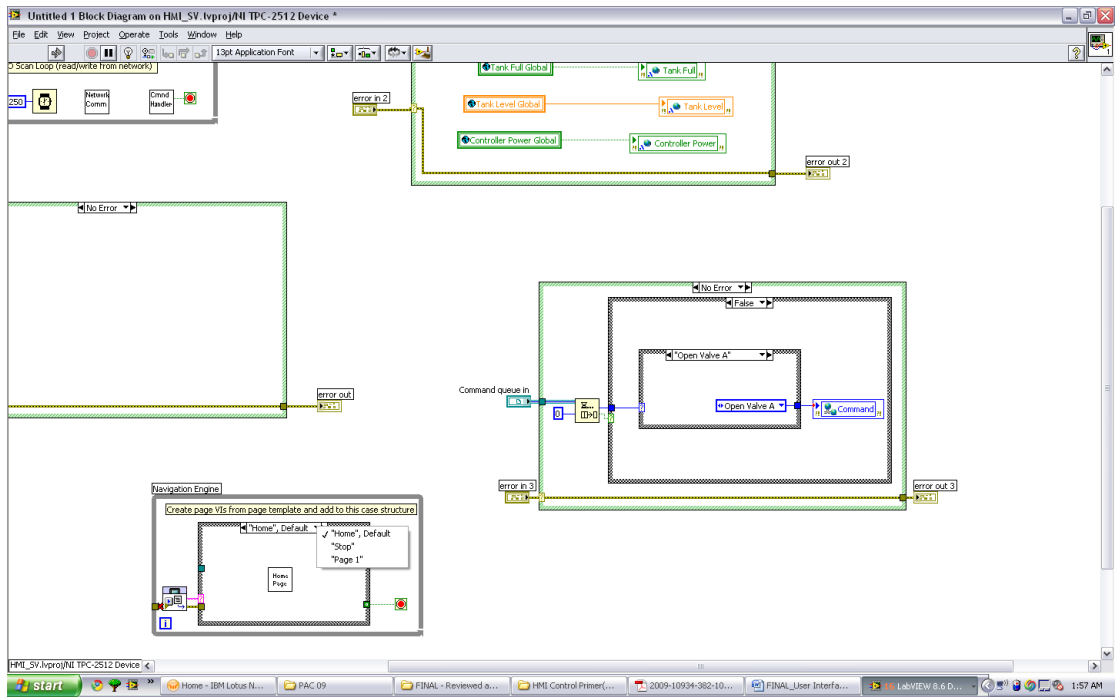 Untitled 1 Block Diagram on HMI_SV.lvproj/NI TPC-2512 Device *
File Edit View Project Operate Tools Window Help
13pt Application Font
O Scan Loop (read/write from network)
250
Network
Comm.
Cmnd
Handler
Tank Full Global
Tank Full
error in 2
Tank Level Global
Tank Level
Controller Power Global
Controller Power
error out 2
No Error
error out
No Error
False
"Open Valve A"
Command queue in
0
Open Valve A
Command
error in 3
error out 3
Navigation Engine
Create page VIs from page template and add to this case structure
"Home", Default
"Home", Default
"Stop"
"Page 1"
Home
Page
i
HMI_SV.lvproj/NI TPC-2512 Device
start
Home - IBM Lotus N...
PAC 09
FINAL - Reviewed a...
HMI Control Primer(...
2009-10934-382-10...
FINAL_User Interfa...
LabVIEW 8.6 D...
1:57 AM